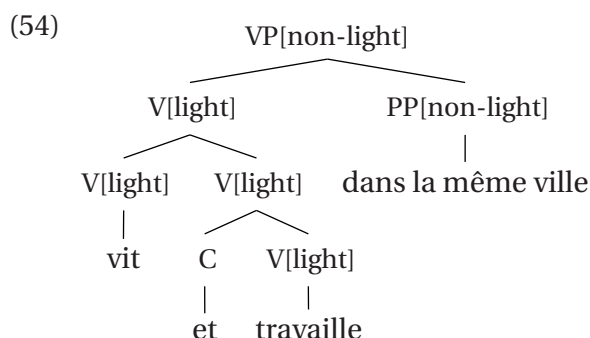 (54) VP[non-light]
V[light] PP[non-light]
V[light] V[light] dans la même ville
vit C V[light]
et travaille